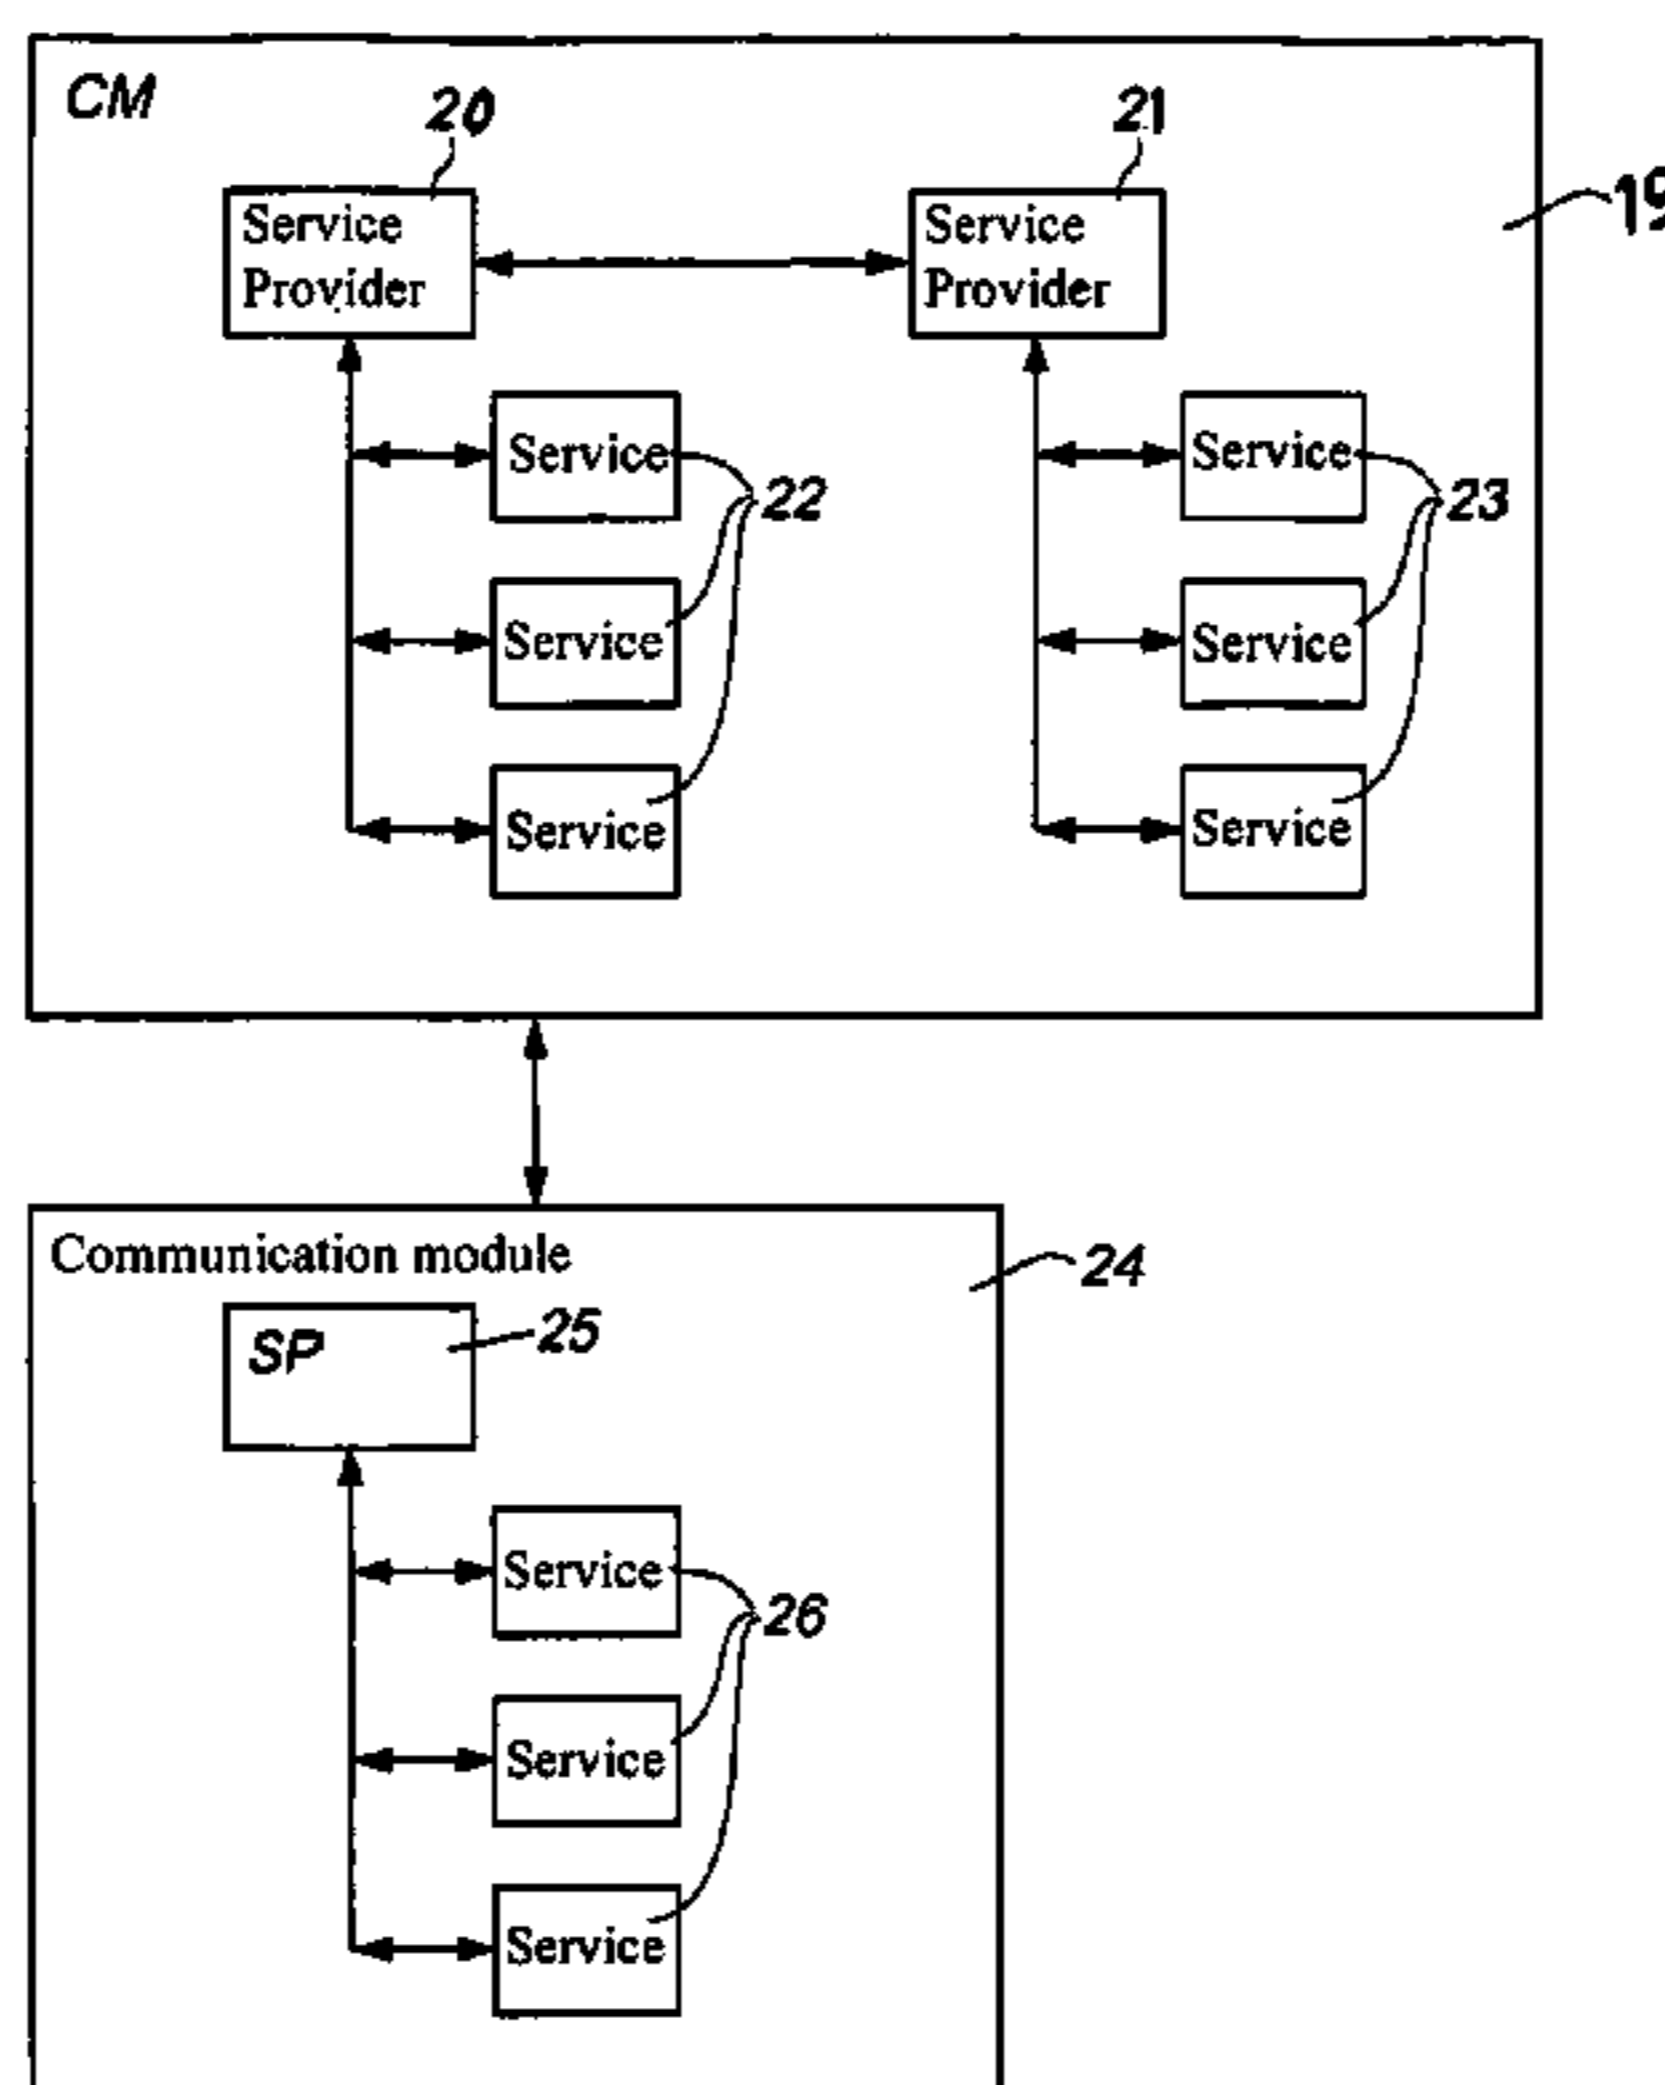 CM
20
21
19
Service
Provider
Service
Provider
Service
22
Service
23
Service
Service
Service
Service
Communication module
24
SP
25
Service
26
Service
Service